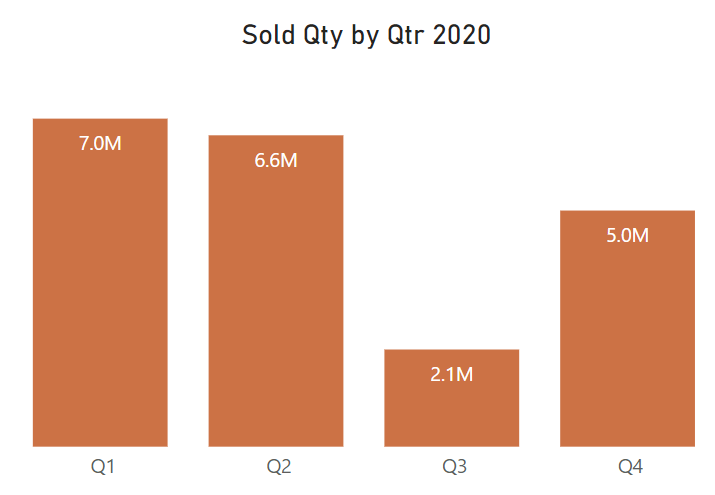 Sold Qty by Qtr 2020
7.0M
6.6M
5.0M
2.1M
Q1 Q2 Q3 Q4